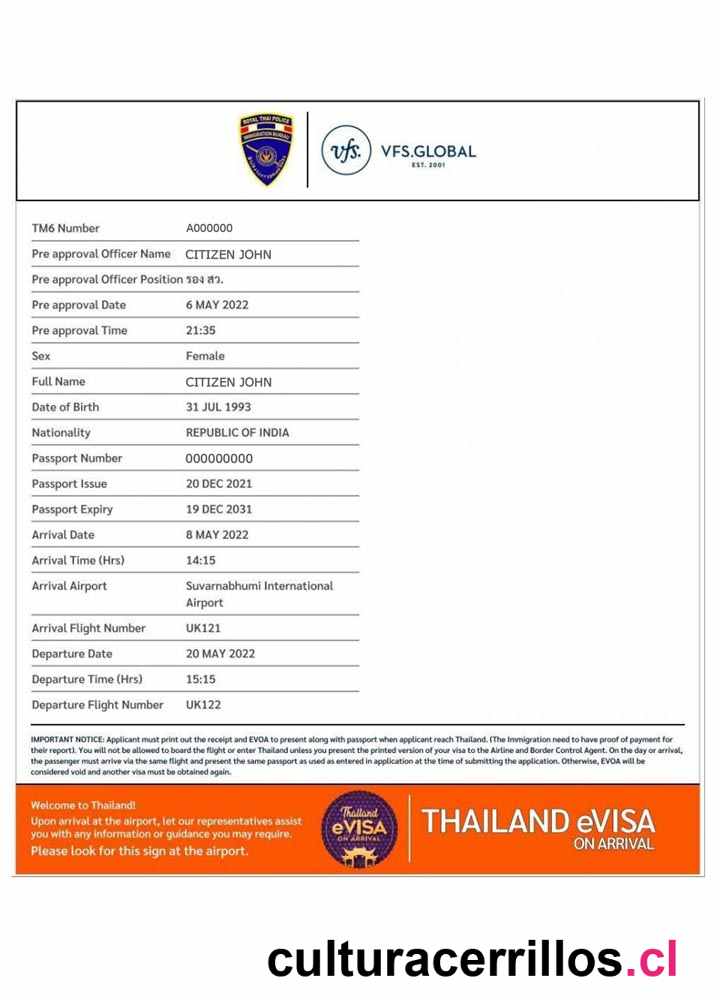 ROYAL THAI POLICE
IMMIGRATION BUREAU
vfs.
VFS.GLOBAL
EST. 2001
TM6 Number A000000
Pre approval Officer Name CITIZEN JOHN
Pre approval Officer Position รอง สว.
Pre approval Date 6 MAY 2022
Pre approval Time 21:35
Sex Female
Full Name CITIZEN JOHN
Date of Birth 31 JUL 1993
Nationality REPUBLIC OF INDIA
Passport Number 000000000
Passport Issue 20 DEC 2021
Passport Expiry 19 DEC 2031
Arrival Date 8 MAY 2022
Arrival Time (Hrs) 14:15
Arrival Airport Suvarnabhumi International
Airport
Arrival Flight Number UK121
Departure Date 20 MAY 2022
Departure Time (Hrs) 15:15
Departure Flight Number UK122
IMPORTANT NOTICE: Applicant must print out the receipt and EVOA to present along with passport when applicant reach Thailand. (The Immigration need to have proof of payment for
their report). You will not be allowed to board the flight or enter Thailand unless you present the printed version of your visa to the Airline and Border Control Agent. On the day or arrival,
the passenger must arrive via the same flight and present the same passport as used as entered in application at the time of submitting the application. Otherwise, EVOA will be
considered void and another visa must be obtained again.
Welcome to Thailand!
Upon arrival at the airport, let our representatives assist
you with any information or guidance you may require.
Please look for this sign at the airport.
Thailand
eVISA
ON ARRIVAL
THAILAND eVISA
ON ARRIVAL
culturacerrillos.cl